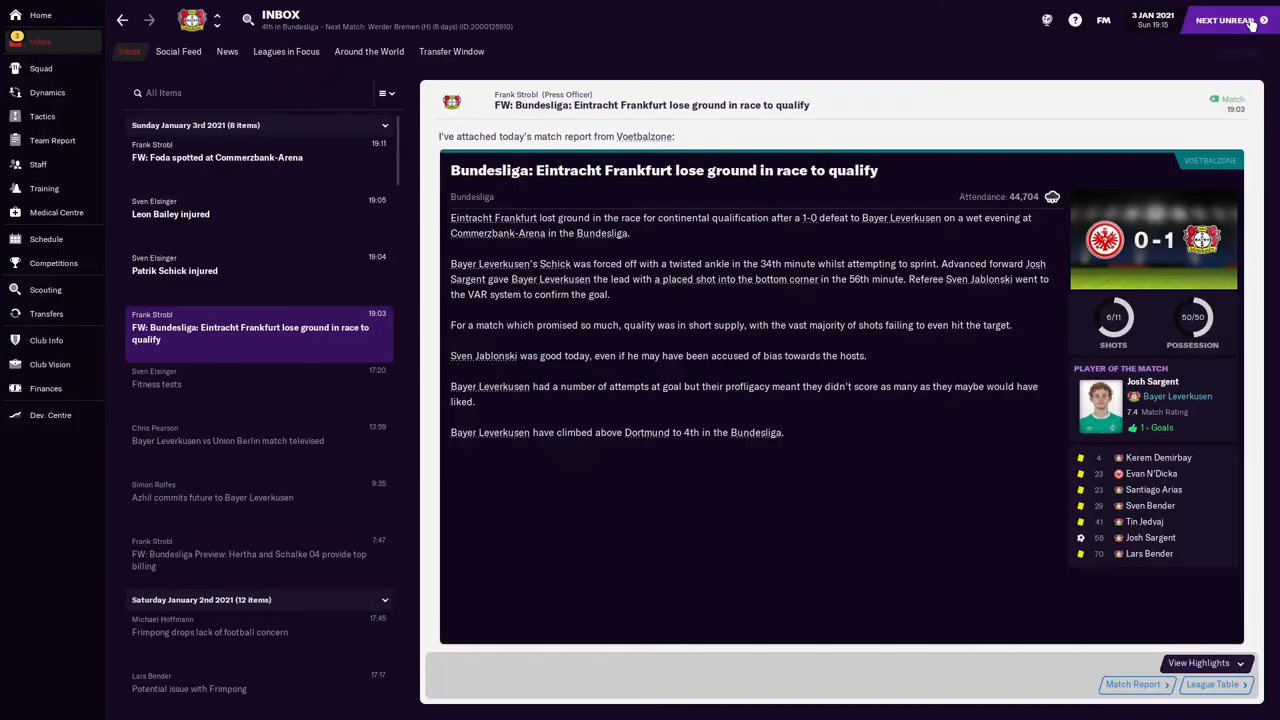 INBOX
4th in Bundesliga - Next Match: Werder Bremen (H) (6 days) (ID:2000125910)
FM
3 JAN 2021
Sun 19:15
NEXT UNREAD
Home
3
Inbox
Squad
Dynamics
Tactics
Team Report
Staff
Training
Medical Centre
Schedule
Competitions
Scouting
Transfers
Club Info
Club Vision
Finances
Dev. Centre
Inbox
Social Feed
News
Leagues in Focus
Around the World
Transfer Window
All Items
Sunday January 3rd 2021 (8 items)
Frank Strobl 19:11
FW: Foda spotted at Commerzbank-Arena
Sven Elsinger 19:05
Leon Bailey injured
Sven Elsinger 19:04
Patrik Schick injured
Frank Strobl 19:03
FW: Bundesliga: Eintracht Frankfurt lose ground in race to
qualify
Sven Elsinger 17:20
Fitness tests
Chris Pearson 13:59
Bayer Leverkusen vs Union Berlin match televised
Simon Rolfes 9:35
Azhil commits future to Bayer Leverkusen
Frank Strobl 7:47
FW: Bundesliga Preview: Hertha and Schalke 04 provide top
billing
Saturday January 2nd 2021 (12 items)
Michael Hoffmann 17:45
Frimpong drops lack of football concern
Lars Bender 17:17
Potential issue with Frimpong
Frank Strobl (Press Officer)
FW: Bundesliga: Eintracht Frankfurt lose ground in race to qualify
Match
19:03
I've attached today's match report from Voetbalzone:
VOETBALZONE
Bundesliga: Eintracht Frankfurt lose ground in race to qualify
Bundesliga
Attendance: 44,704
Eintracht Frankfurt lost ground in the race for continental qualification after a 1-0 defeat to Bayer Leverkusen on a wet evening at
Commerzbank-Arena in the Bundesliga.
Bayer Leverkusen's Schick was forced off with a twisted ankle in the 34th minute whilst attempting to sprint. Advanced forward Josh
Sargent gave Bayer Leverkusen the lead with a placed shot into the bottom corner in the 56th minute. Referee Sven Jablonski went to
the VAR system to confirm the goal.
For a match which promised so much, quality was in short supply, with the vast majority of shots failing to even hit the target.
Sven Jablonski was good today, even if he may have been accused of bias towards the hosts.
Bayer Leverkusen had a number of attempts at goal but their profligacy meant they didn't score as many as they maybe would have
liked.
Bayer Leverkusen have climbed above Dortmund to 4th in the Bundesliga.
0-1
6/11
SHOTS
50/50
POSSESSION
PLAYER OF THE MATCH
Josh Sargent
Bayer Leverkusen
7.4 Match Rating
1 - Goals
4 Kerem Demirbay
23 Evan N'Dicka
23 Santiago Arias
29 Sven Bender
41 Tin Jedvaj
56 Josh Sargent
70 Lars Bender
View Highlights
Match Report
League Table